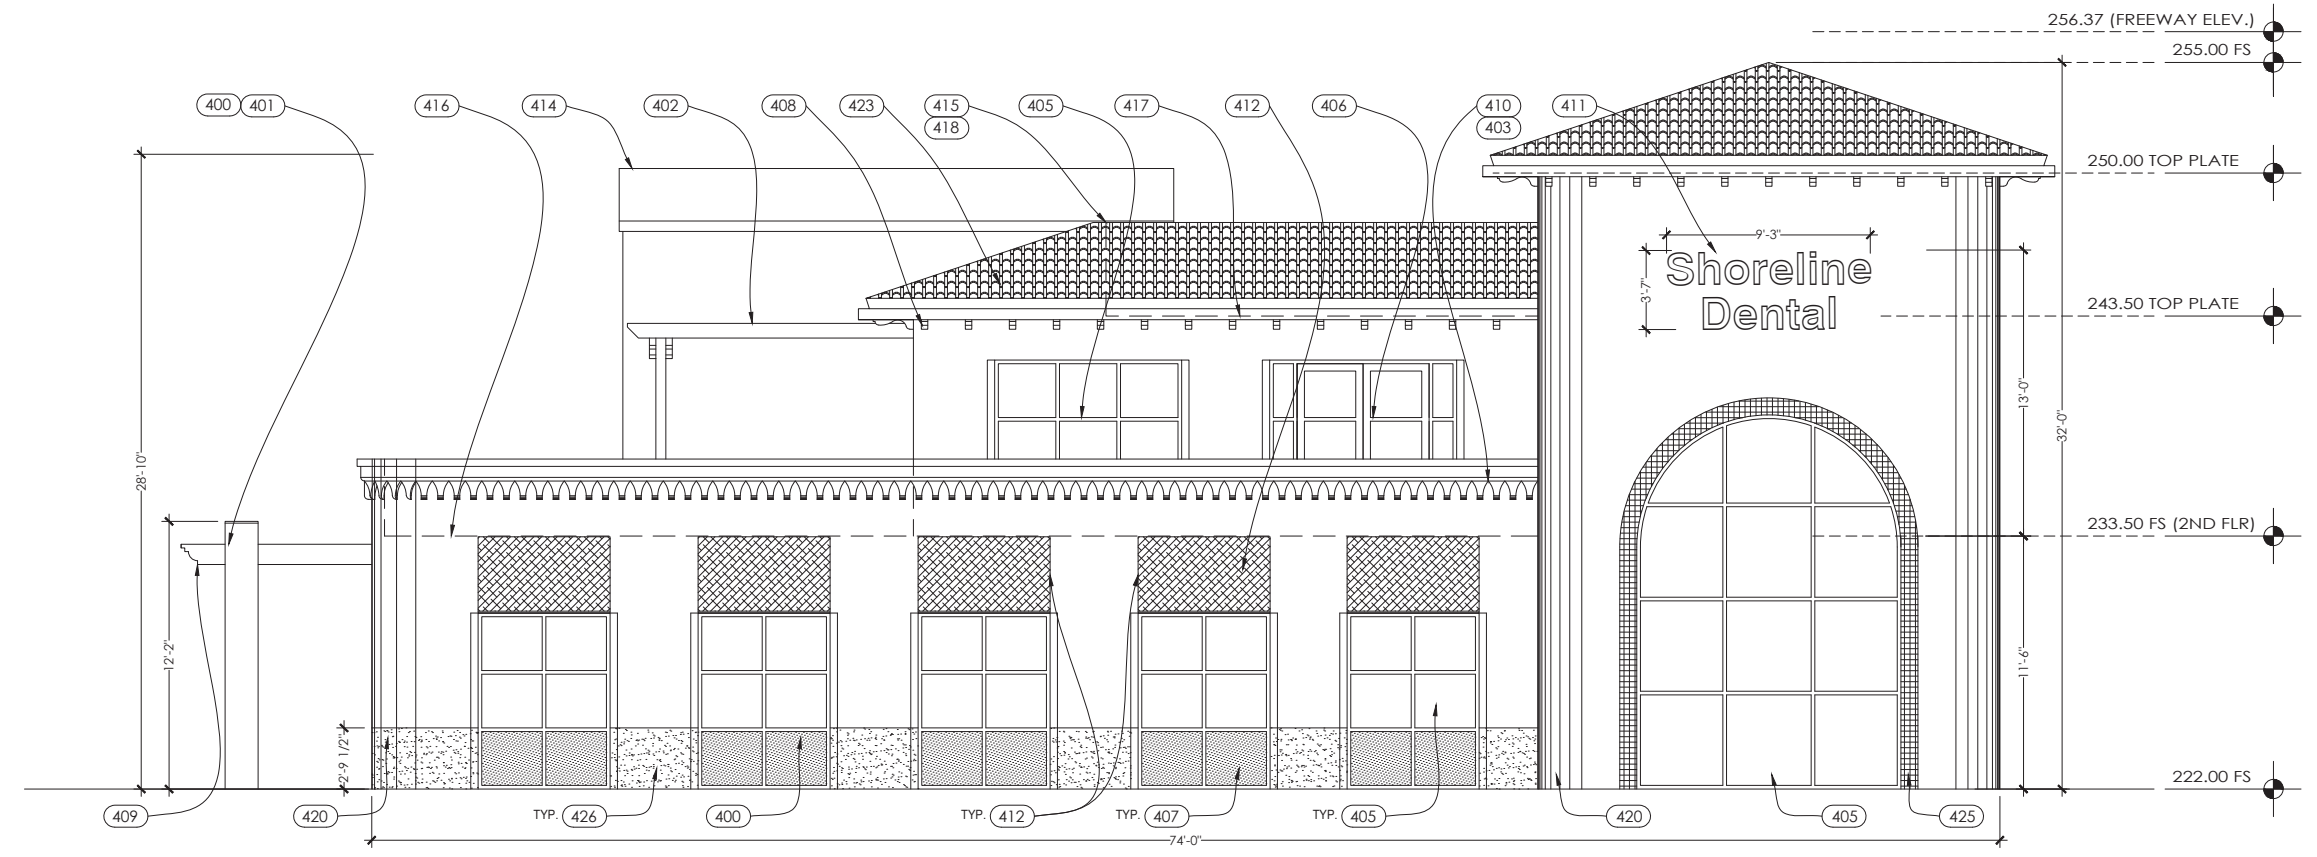 256.37 (FREEWAY ELEV.)
255.00 FS
400 401 416 414 402 408 423 415 405 417 412 406 410 411
418 403
250.00 TOP PLATE
9'-3"
Shoreline
Dental
3'-7"
243.50 TOP PLATE
13'-0"
32'-0"
28'-10"
233.50 FS (2ND FLR)
12'-2"
11'-6"
2'-9 1/2"
222.00 FS
409 420 TYP. 426 400 TYP. 412 TYP. 407 TYP. 405 420 405 425
74'-0"